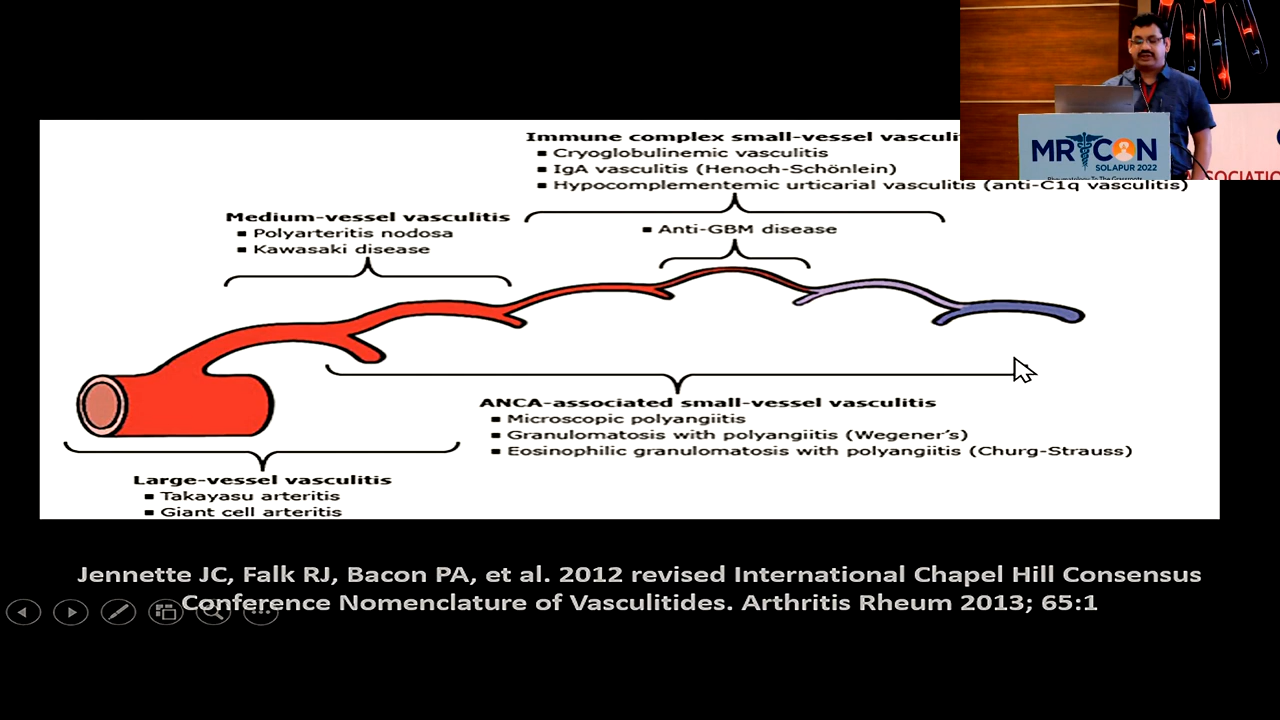 Immune complex small-vessel
▪ Cryoglobulinemic vasculitis
▪ IgA vasculitis (Henoch-Schönlein)
▪ Hypocomplementemic urticarial vasculitis (anti-C1q vasculitis)
Medium-vessel vasculitis
▪ Polyarteritis nodosa
▪ Kawasaki disease
▪ Anti-GBM disease
ANCA-associated small-vessel vasculitis
▪ Microscopic polyangiitis
▪ Granulomatosis with polyangiitis (Wegener's)
▪ Eosinophilic granulomatosis with polyangiitis (Churg-Strauss)
Large-vessel vasculitis
▪ Takayasu arteritis
▪ Giant cell arteritis
Jennette JC, Falk RJ, Bacon PA, et al. 2012 revised International Chapel Hill Consensus
Conference Nomenclature of Vasculitides. Arthritis Rheum 2013; 65:1
MRCON
SOLAPUR 2022
Rheumatology To The Grassroots